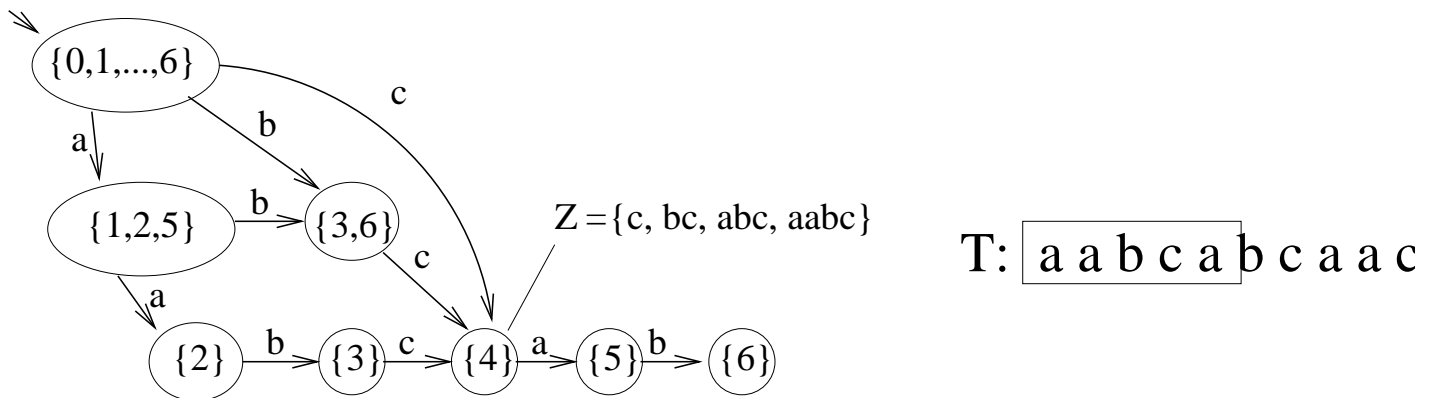 {0,1,...,6}
c
b
a
b
{1,2,5}
{3,6}
Z = {c, bc, abc, aabc}
T: a a b c a b c a a c
c
a
{2}
b
{3}
c
{4}
a
{5}
b
{6}